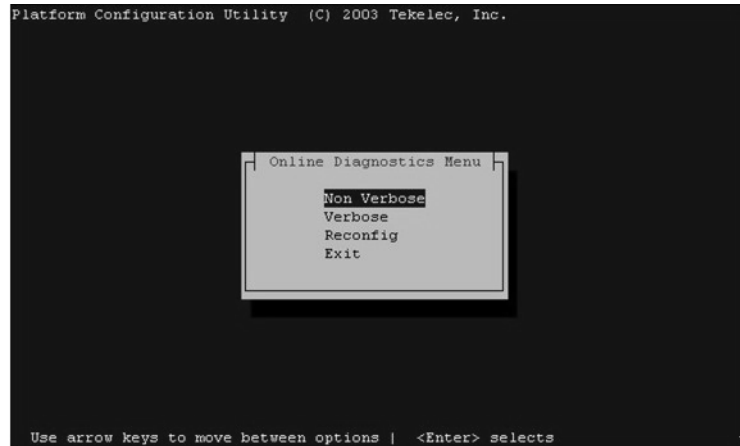 Platform Configuration Utility (C) 2003 Tekelec, Inc.
Online Diagnostics Menu
Non Verbose
Verbose
Reconfig
Exit
Use arrow keys to move between options | <Enter> selects